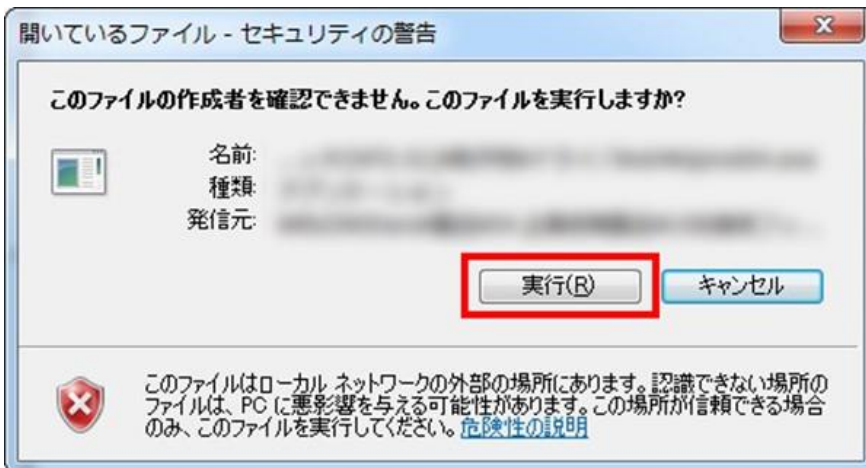 開いているファイル - セキュリティの警告
このファイルの作成者を確認できません。このファイルを実行しますか?
名前:
種類:
発信元:
実行(R)
キャンセル
このファイルはローカル ネットワークの外部の場所にあります。認識できない場所の
ファイルは、PC に悪影響を与える可能性があります。この場所が信頼できる場合
のみ、このファイルを実行してください。危険性の説明